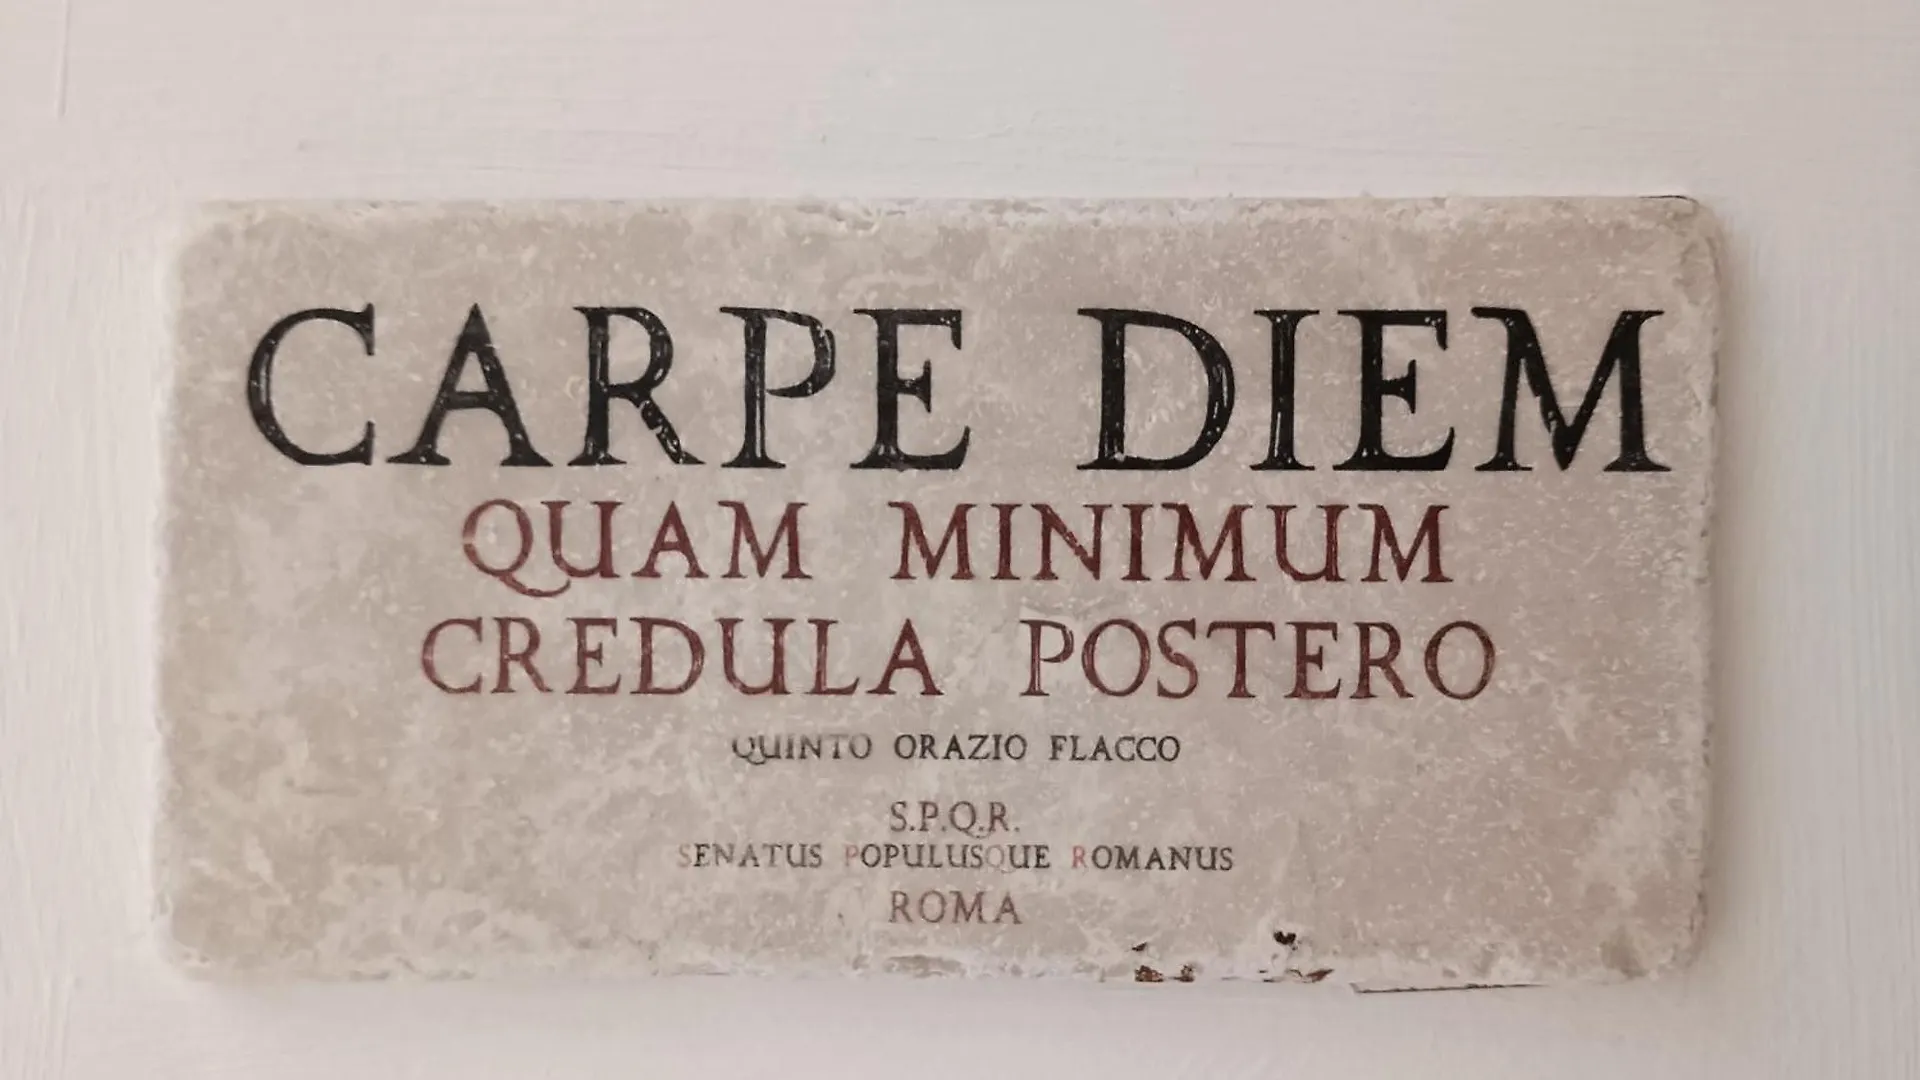 CARPE DIEM
QUAM MINIMUM
CREDULA POSTERO
QUINTO ORAZIO FLACCO
S.P.Q.R.
SENATUS POPULUSQUE ROMANUS
ROMA